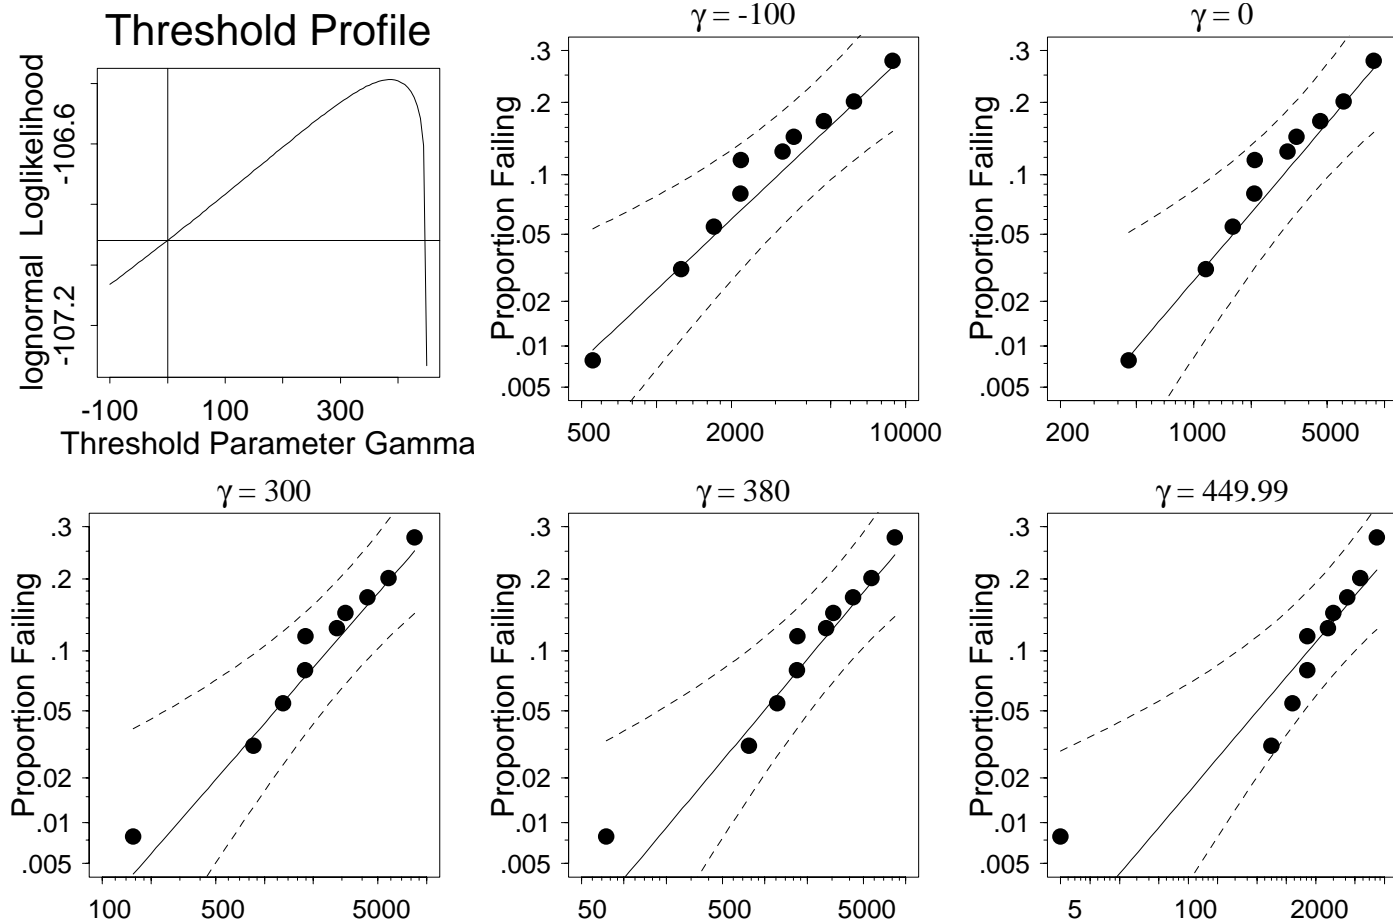 Threshold Profile
lognormal Loglikelihood
-106.6
-107.2
-100 100 300
Threshold Parameter Gamma
γ = -100
Proportion Failing
.3
.2
.1
.05
.02
.01
.005
500 2000 10000
γ = 0
Proportion Failing
.3
.2
.1
.05
.02
.01
.005
200 1000 5000
γ = 300
Proportion Failing
.3
.2
.1
.05
.02
.01
.005
100 500 5000
γ = 380
Proportion Failing
.3
.2
.1
.05
.02
.01
.005
50 500 5000
γ = 449.99
Proportion Failing
.3
.2
.1
.05
.02
.01
.005
5 100 2000